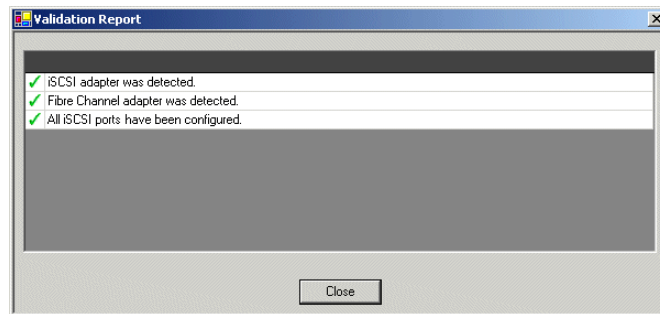 Validation Report
iSCSI adapter was detected.
Fibre Channel adapter was detected.
All iSCSI ports have been configured.
Close